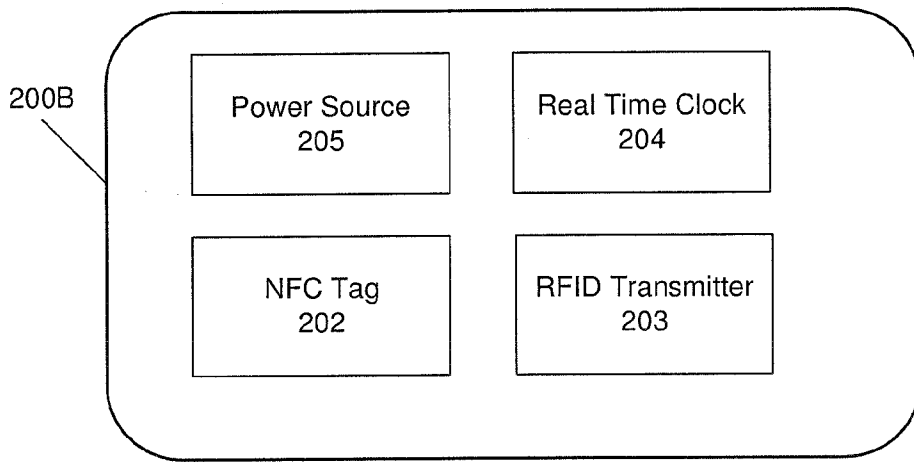 200B
Power Source
205
Real Time Clock
204
NFC Tag
202
RFID Transmitter
203